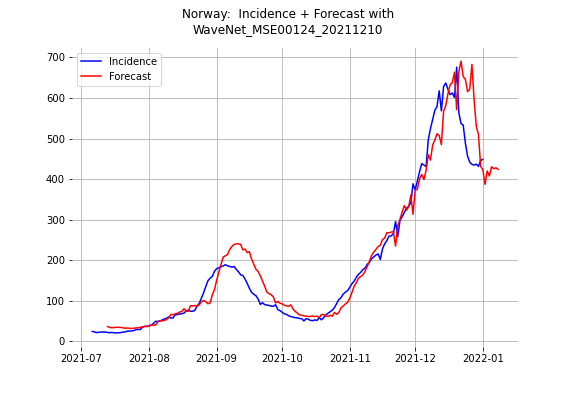 Norway:  Incidence + Forecast with
WaveNet_MSE00124_20211210
Incidence
Forecast
700
600
500
400
300
200
100
0
2021-07 2021-08 2021-09 2021-10 2021-11 2021-12 2022-01